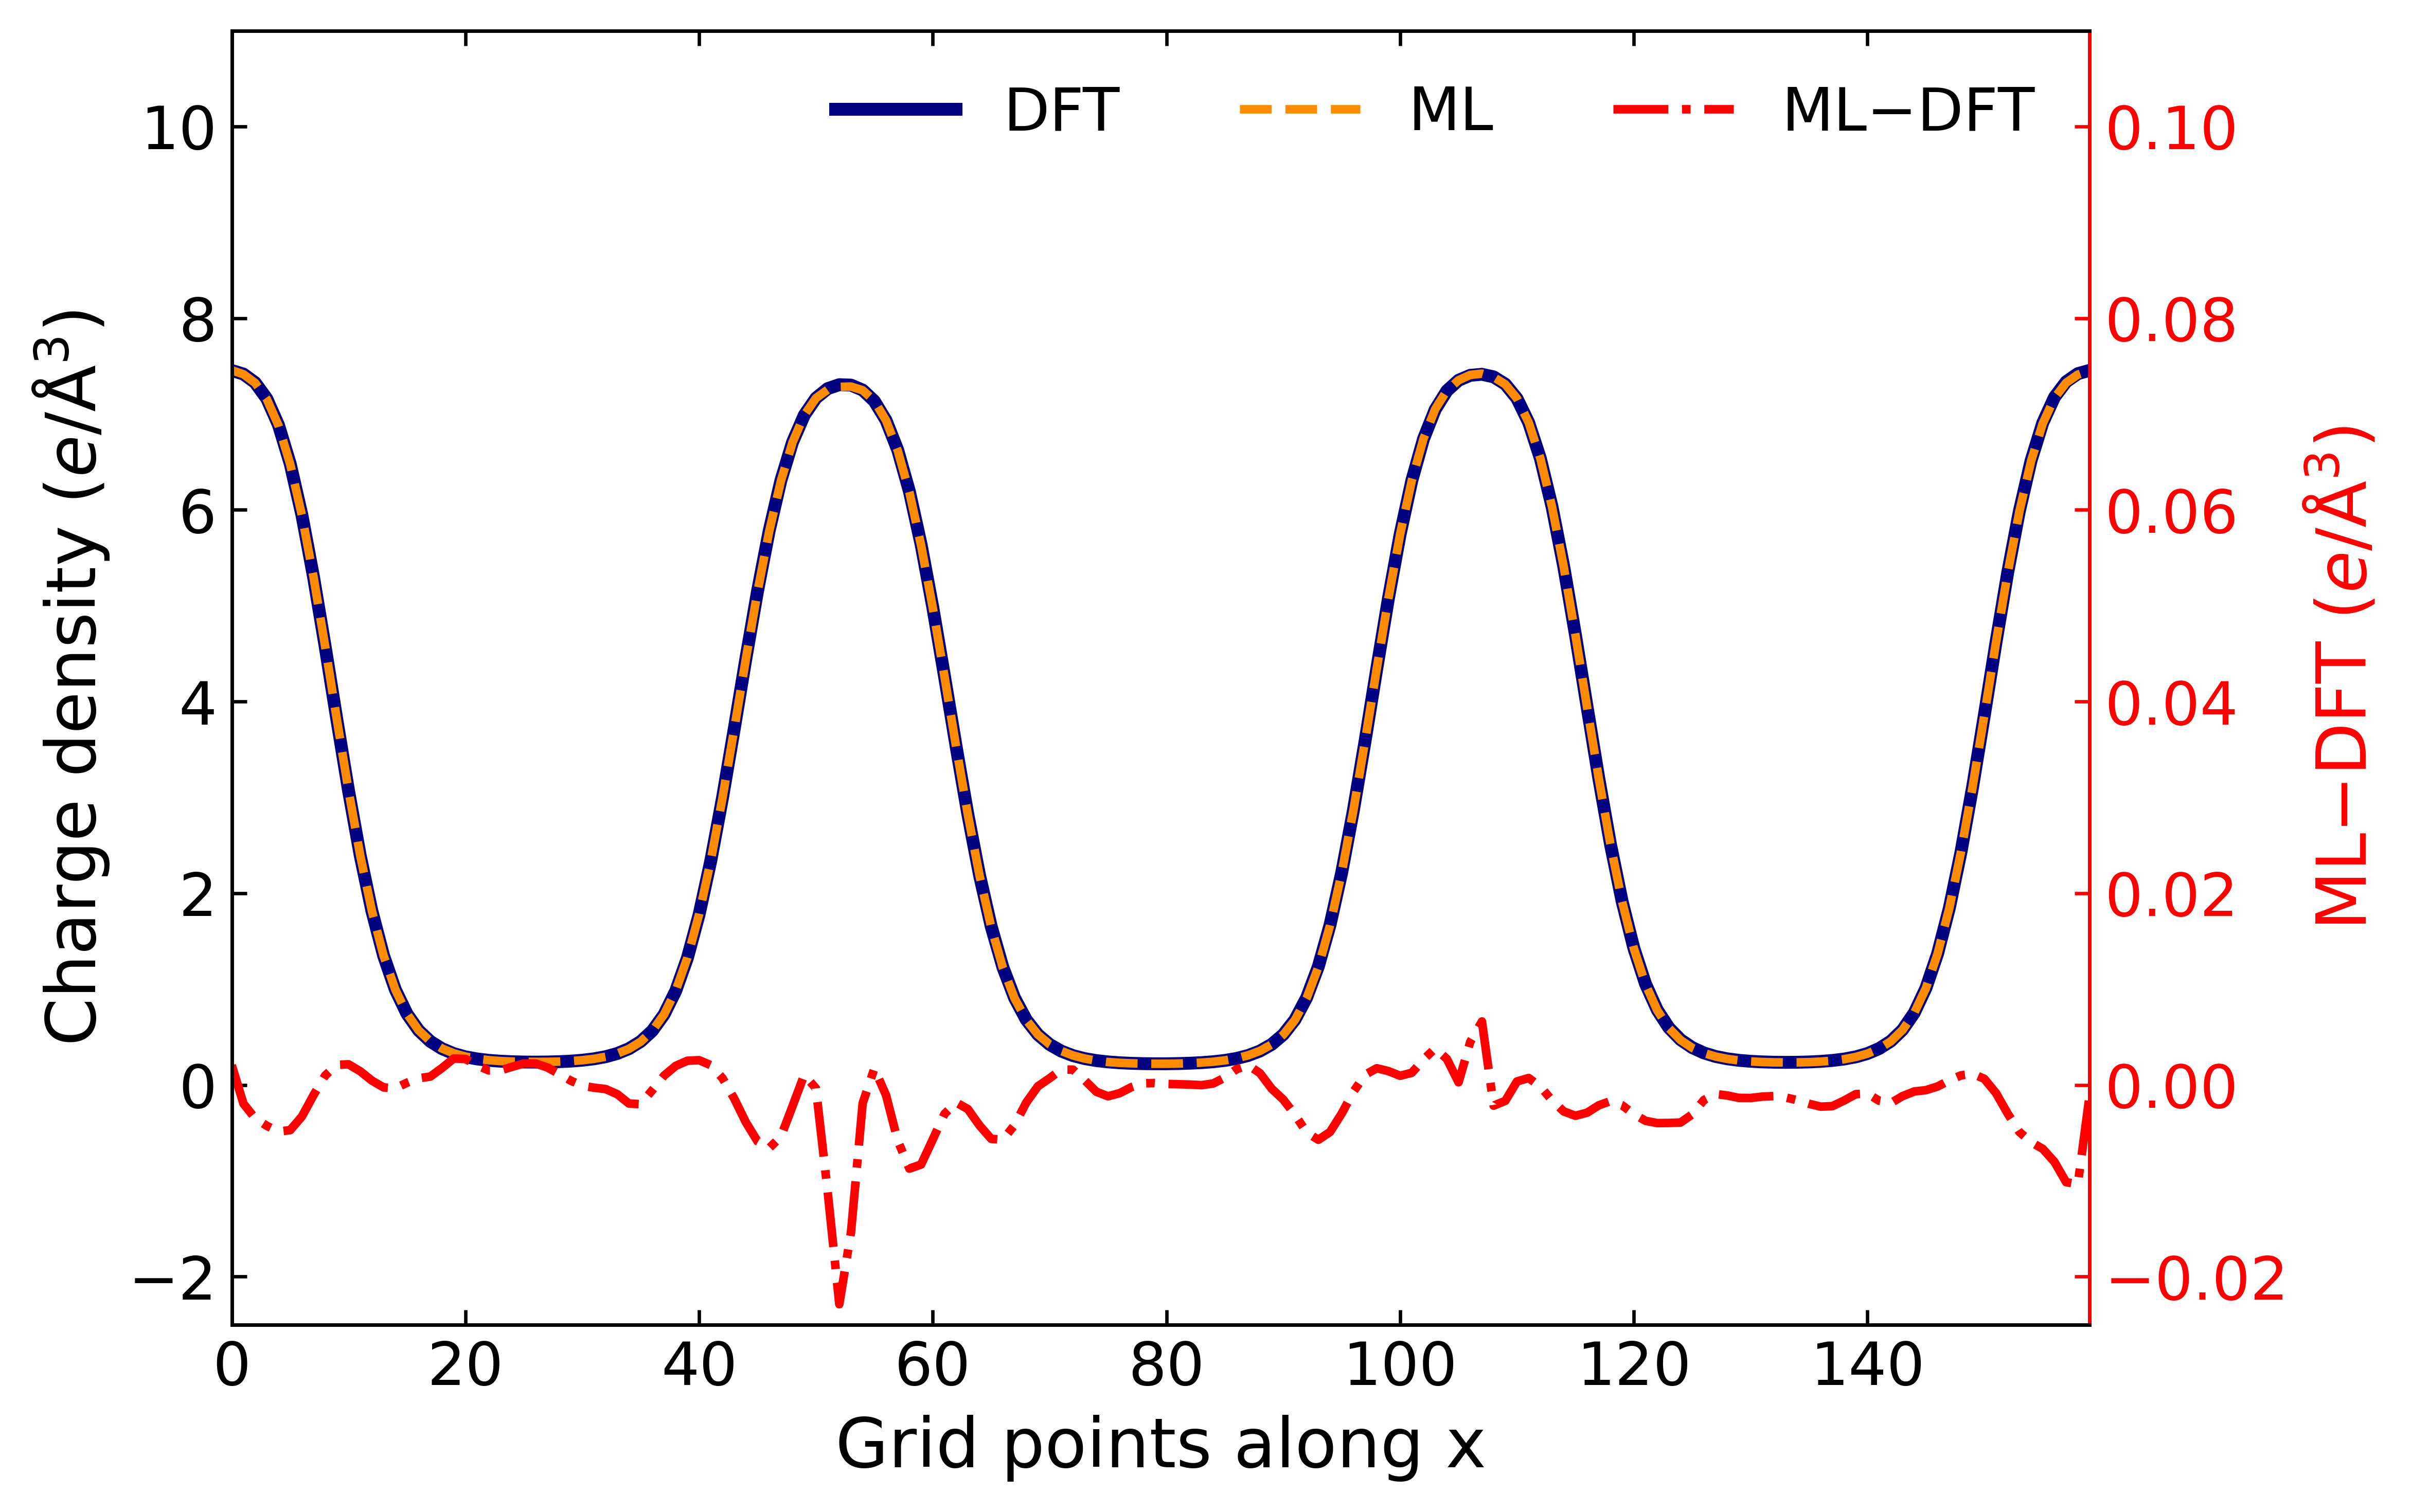 DFT ML ML−DFT
Charge density (e/Å³)
10
8
6
4
2
0
−2
0.10
0.08
0.06
0.04
0.02
0.00
−0.02
ML−DFT (e/Å³)
0 20 40 60 80 100 120 140
Grid points along x